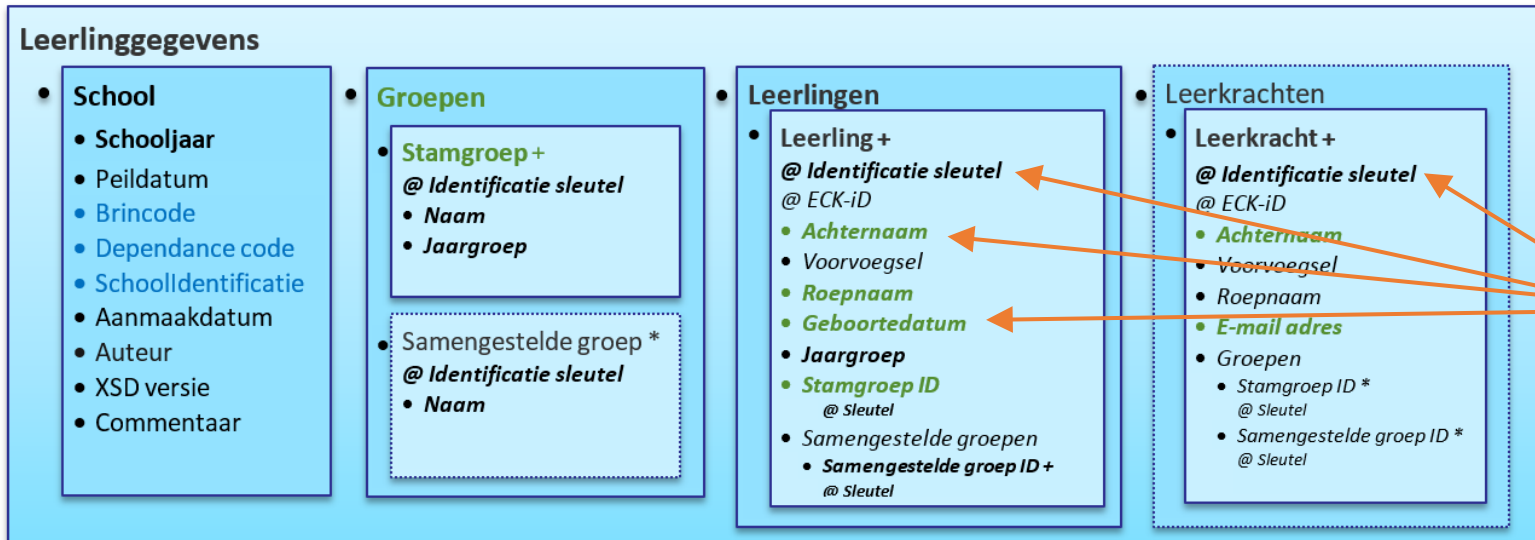 Leerlinggegevens
School
Schooljaar
Peildatum
Brincode
Dependance code
SchoolIdentificatie
Aanmaakdatum
Auteur
XSD versie
Commentaar
Groepen
Stamgroep +
@ Identificatie sleutel
Naam
Jaargroep
Samengestelde groep *
@ Identificatie sleutel
Naam
Leerlingen
Leerling +
@ Identificatie sleutel
@ ECK-iD
Achternaam
Voorvoegsel
Roepnaam
Geboortedatum
Jaargroep
Stamgroep ID
@ Sleutel
Samengestelde groepen
Samengestelde groep ID +
@ Sleutel
Leerkrachten
Leerkracht +
@ Identificatie sleutel
@ ECK-iD
Achternaam
Voorvoegsel
Roepnaam
E-mail adres
Groepen
Stamgroep ID *
@ Sleutel
Samengestelde groep ID *
@ Sleutel